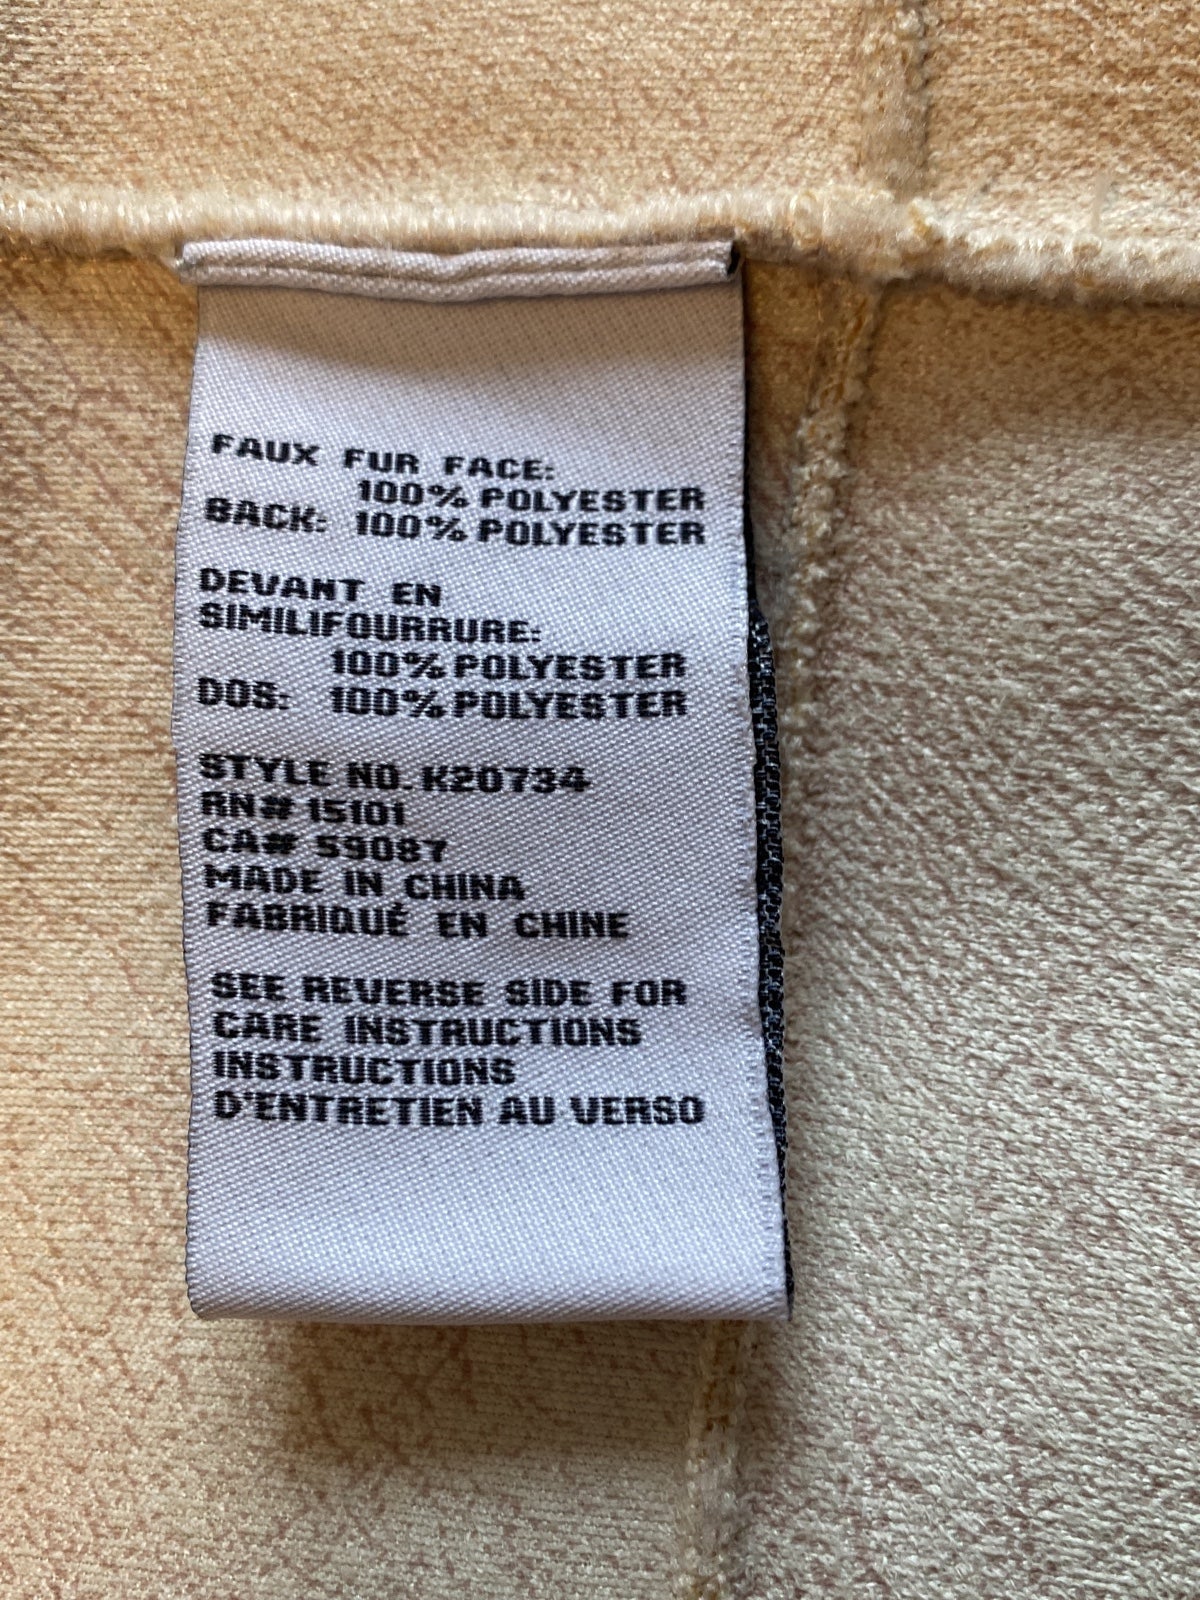 FAUX FUR FACE:
100% POLYESTER
BACK: 100% POLYESTER
DEVANT EN
SIMILIFOURRURE:
100% POLYESTER
DOS: 100% POLYESTER
STYLE NO. K20734
RN# 15101
CA# 59087
MADE IN CHINA
FABRIQUÉ EN CHINE
SEE REVERSE SIDE FOR
CARE INSTRUCTIONS
INSTRUCTIONS
D'ENTRETIEN AU VERSO